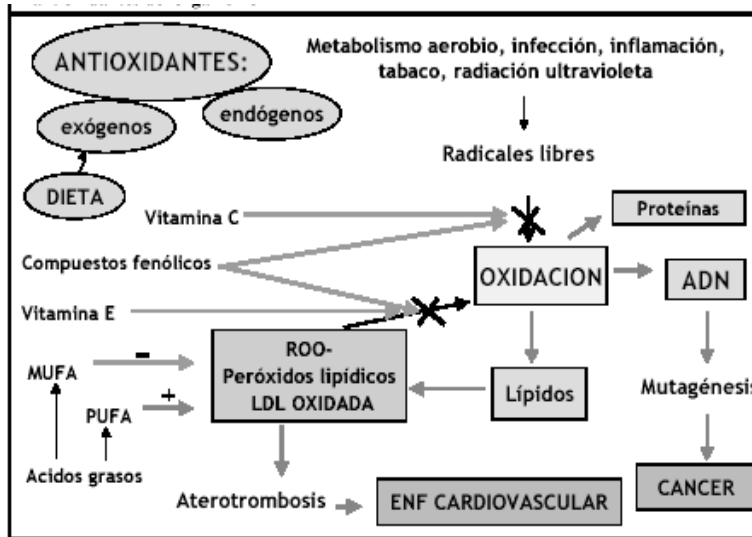 ANTIOXIDANTES:
exógenos
endógenos
DIETA
Metabolismo aerobio, infección, inflamación,
tabaco, radiación ultravioleta
Radicales libres
Vitamina C
Proteínas
Compuestos fenólicos
OXIDACION
ADN
Vitamina E
ROO-
Peróxidos lipídicos
LDL OXIDADA
MUFA
-
PUFA
+
Lípidos
Mutagénesis
Acidos grasos
Aterotrombosis
ENF CARDIOVASCULAR
CANCER